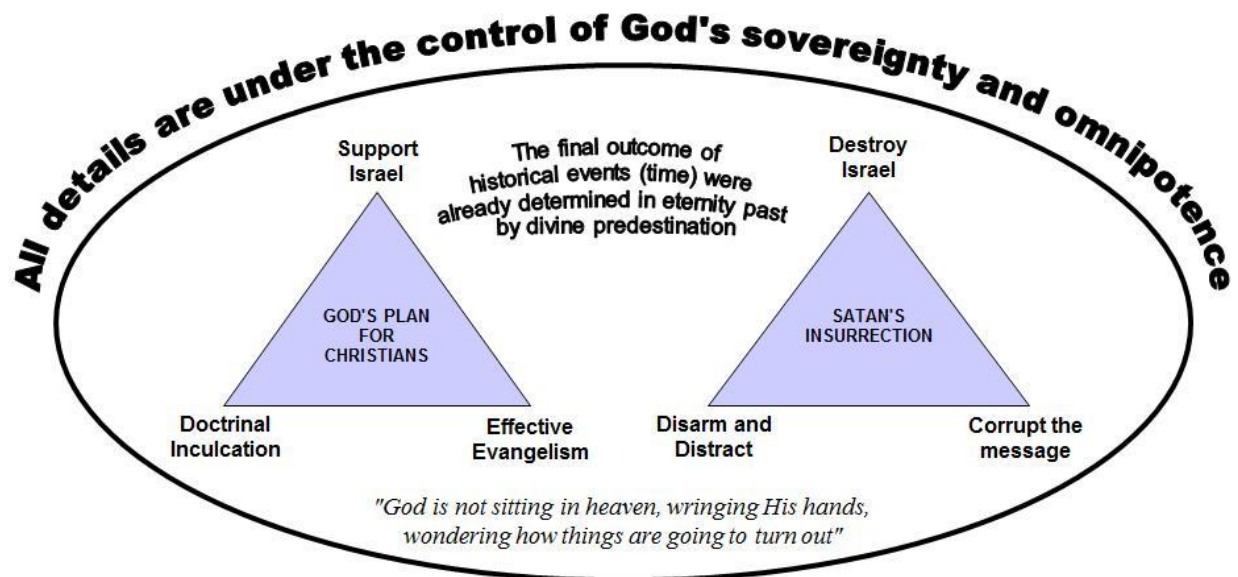 All details are under the control of God's sovereignty and omnipotence
Support
Israel
The final outcome of
historical events (time) were
already determined in eternity past
by divine predestination
Destroy
Israel
GOD'S PLAN
FOR
CHRISTIANS
SATAN'S
INSURRECTION
Doctrinal
Inculcation
Effective
Evangelism
Disarm and
Distract
Corrupt the
message
"God is not sitting in heaven, wringing His hands,
wondering how things are going to turn out"